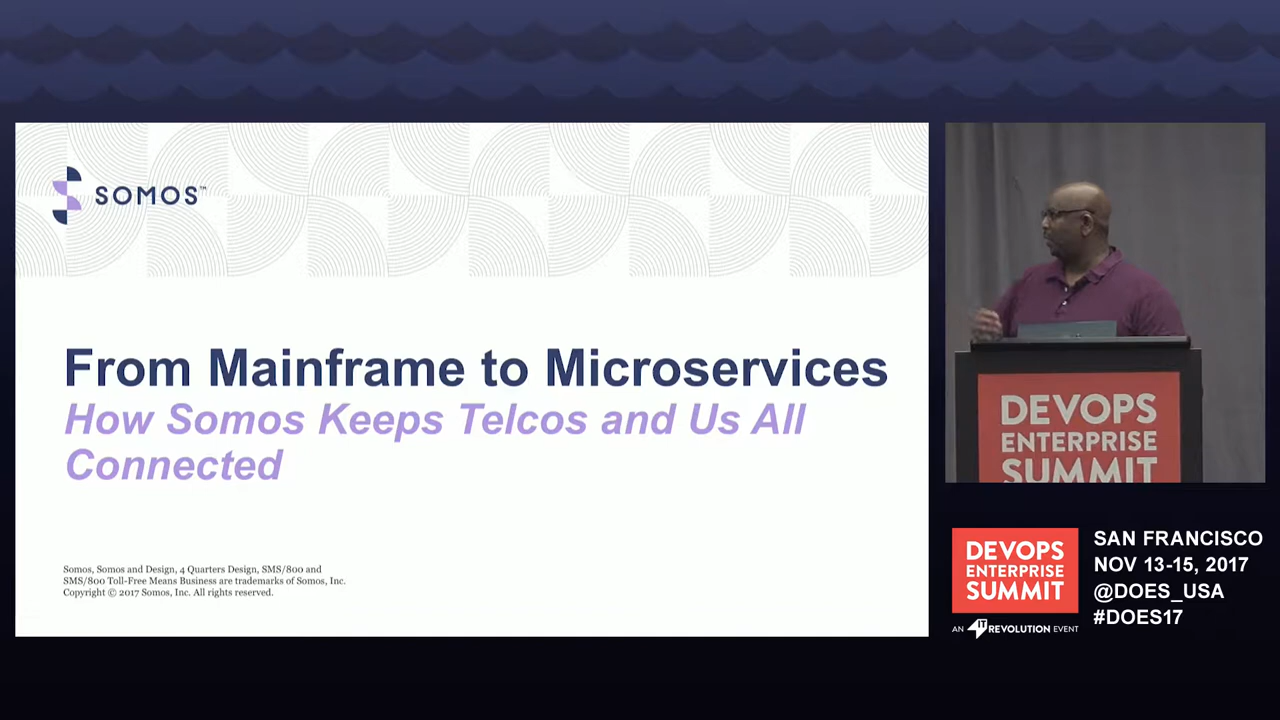 SOMOS™
From Mainframe to Microservices
How Somos Keeps Telcos and Us All
Connected
Somos, Somos and Design, 4 Quarters Design, SMS/800 and
SMS/800 Toll-Free Means Business are trademarks of Somos, Inc.
Copyright © 2017 Somos, Inc. All rights reserved.
DEVOPS
ENTERPRISE
SUMMIT
DEVOPS
ENTERPRISE
SUMMIT
AN IT REVOLUTION EVENT
SAN FRANCISCO
NOV 13-15, 2017
@DOES_USA
#DOES17